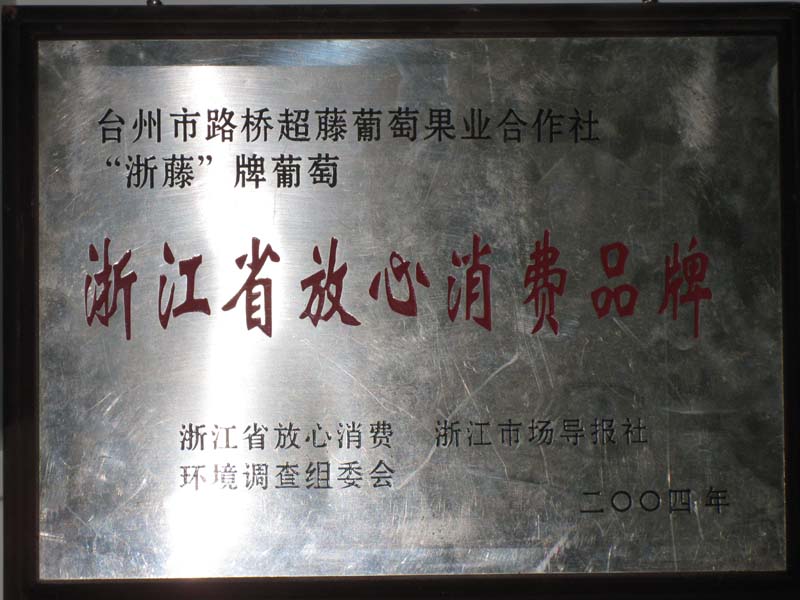 台州市路桥超藤葡萄果业合作社
“浙藤”牌葡萄
浙江省放心消费品牌
浙江省放心消费 浙江市场导报社
环境调查组委会
二〇〇四年